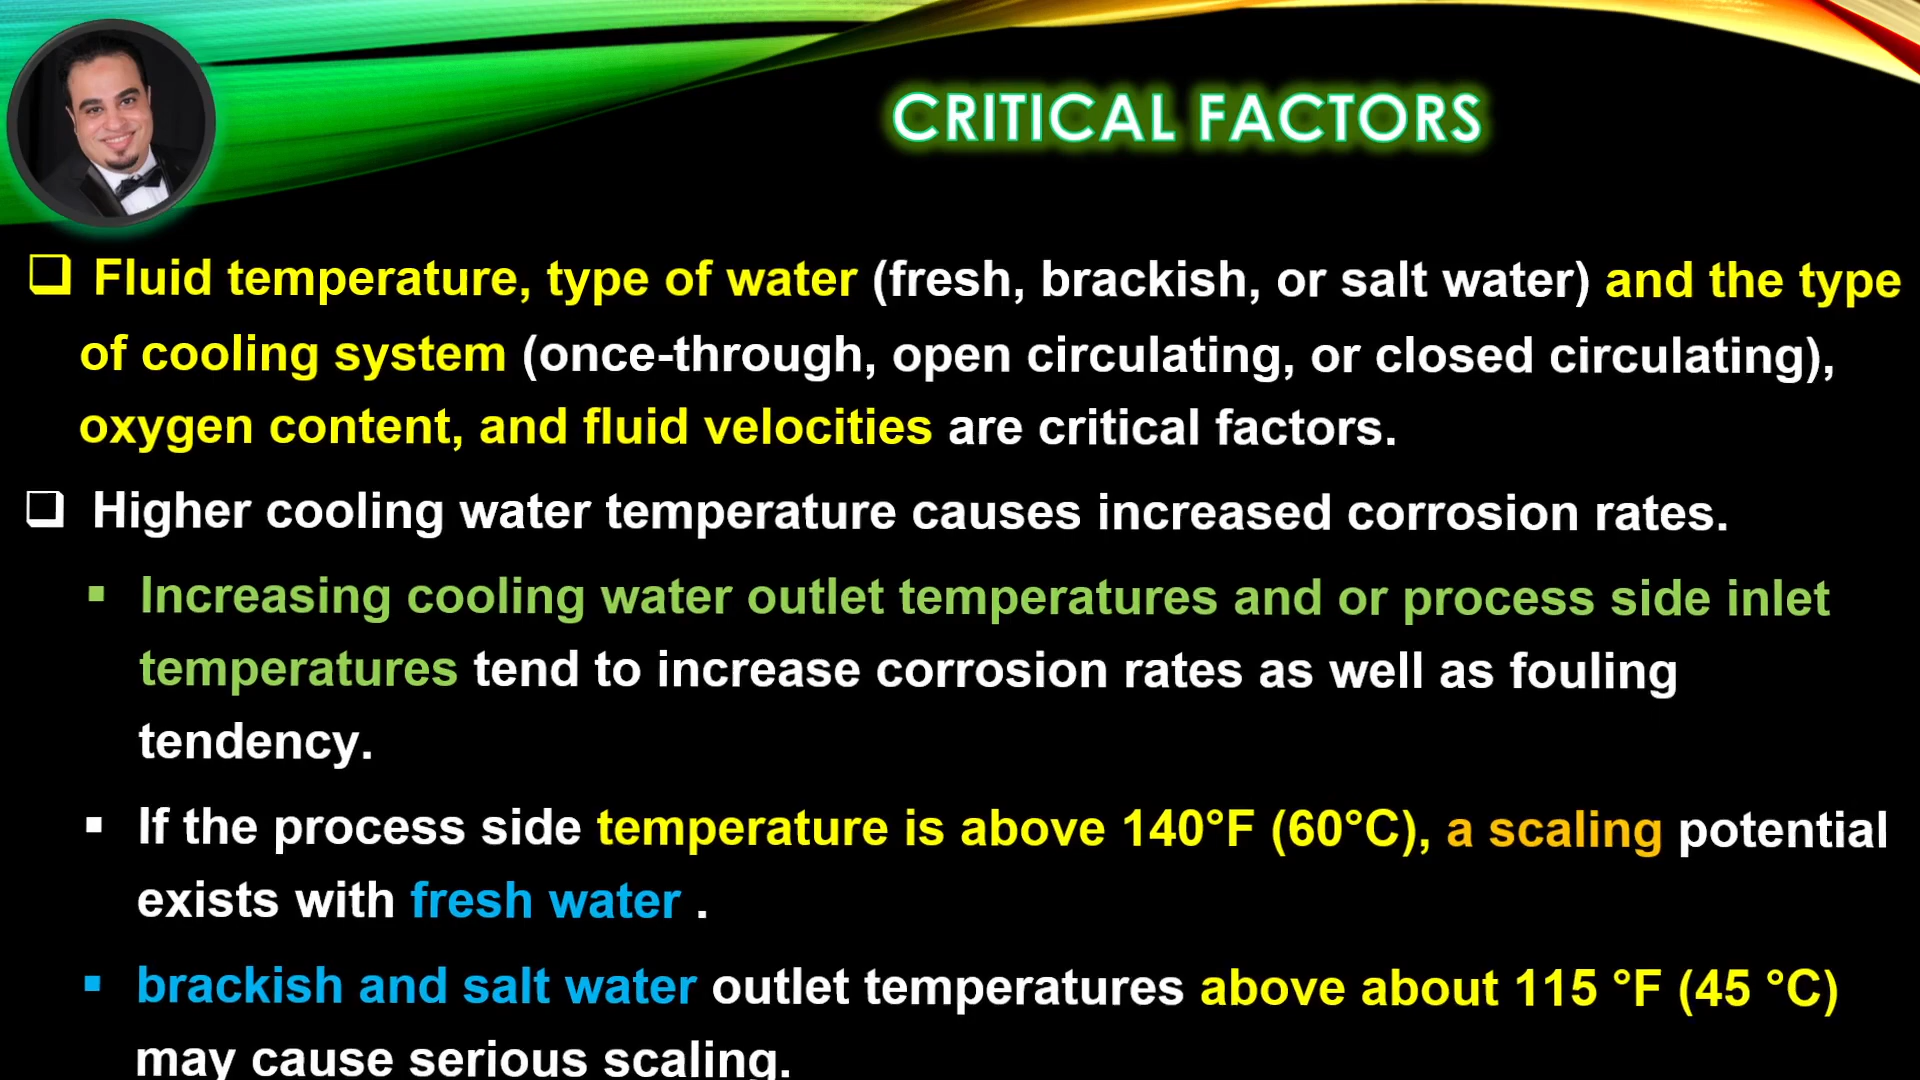 CRITICAL FACTORS
❑ Fluid temperature, type of water (fresh, brackish, or salt water) and the type
of cooling system (once-through, open circulating, or closed circulating),
oxygen content, and fluid velocities are critical factors.
❑ Higher cooling water temperature causes increased corrosion rates.
▪ Increasing cooling water outlet temperatures and or process side inlet
temperatures tend to increase corrosion rates as well as fouling
tendency.
▪ If the process side temperature is above 140°F (60°C), a scaling potential
exists with fresh water .
▪ brackish and salt water outlet temperatures above about 115 °F (45 °C)
may cause serious scaling.